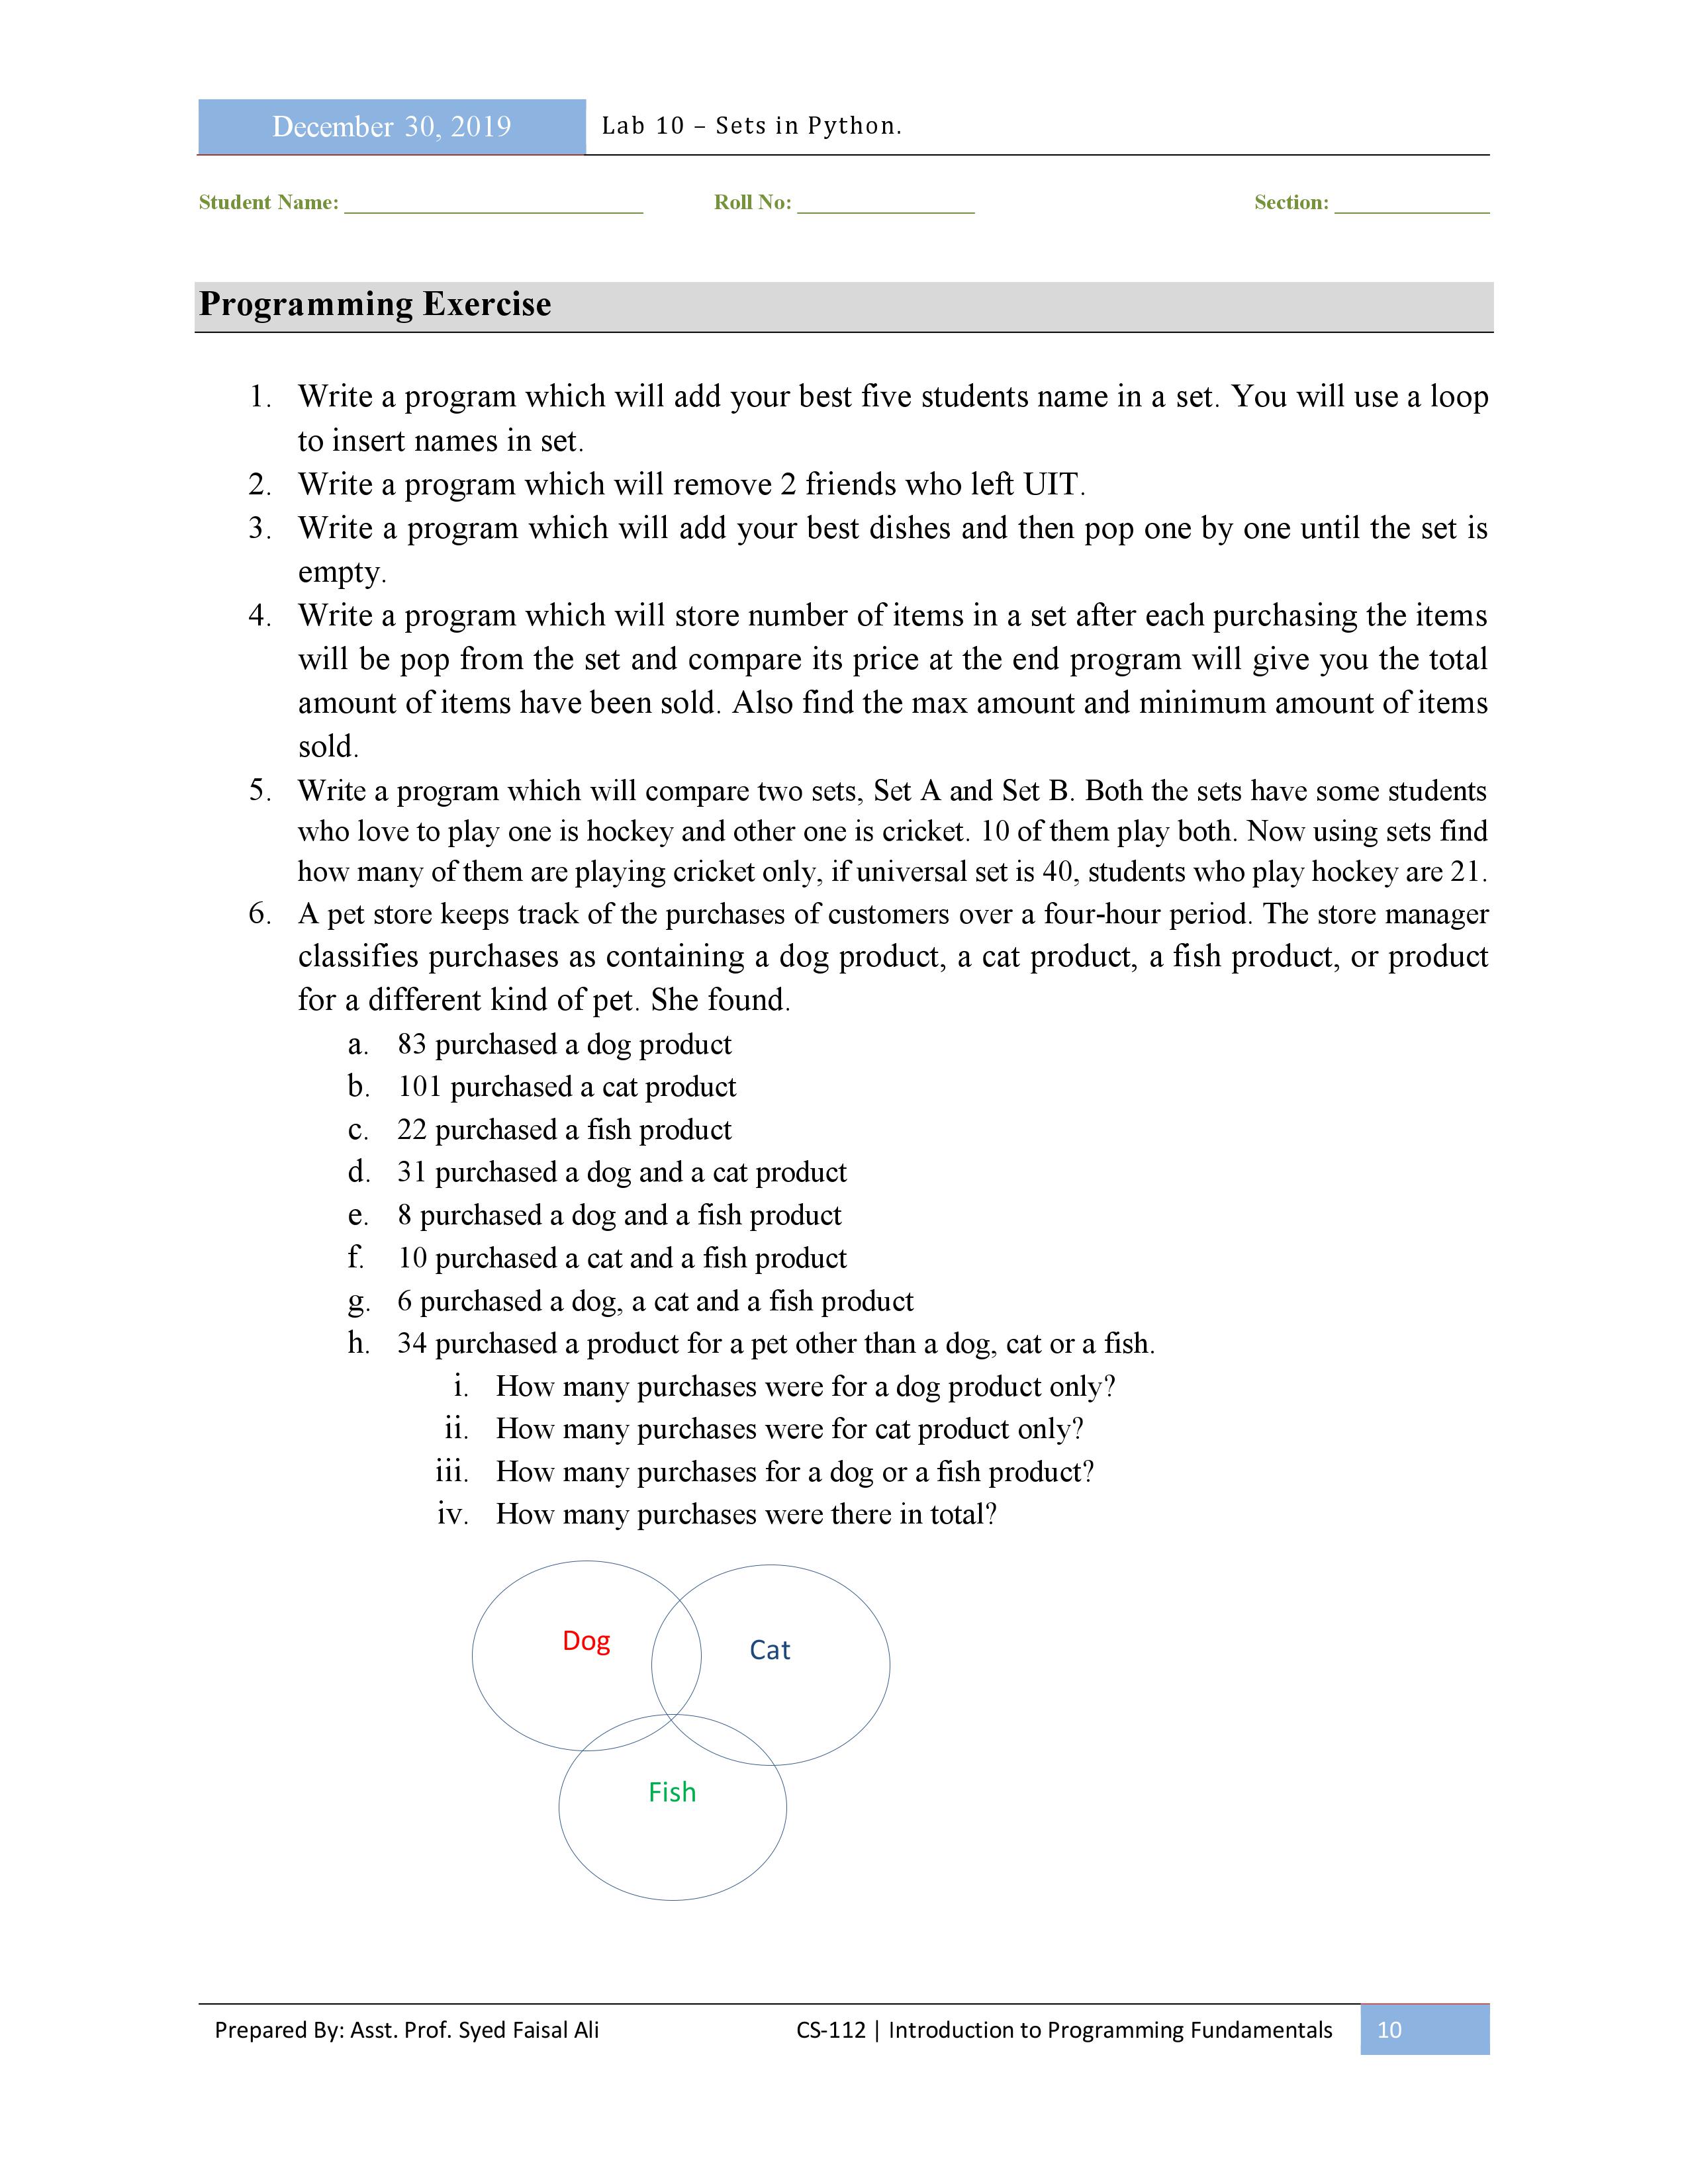 December 30, 2019
Lab 10 – Sets in Python.
Student Name: ___________________________ Roll No: ________________ Section: ______________
Programming Exercise
1. Write a program which will add your best five students name in a set. You will use a loop
to insert names in set.
2. Write a program which will remove 2 friends who left UIT.
3. Write a program which will add your best dishes and then pop one by one until the set is
empty.
4. Write a program which will store number of items in a set after each purchasing the items
will be pop from the set and compare its price at the end program will give you the total
amount of items have been sold. Also find the max amount and minimum amount of items
sold.
5. Write a program which will compare two sets, Set A and Set B. Both the sets have some students
who love to play one is hockey and other one is cricket. 10 of them play both. Now using sets find
how many of them are playing cricket only, if universal set is 40, students who play hockey are 21.
6. A pet store keeps track of the purchases of customers over a four-hour period. The store manager
classifies purchases as containing a dog product, a cat product, a fish product, or product
for a different kind of pet. She found.
a. 83 purchased a dog product
b. 101 purchased a cat product
c. 22 purchased a fish product
d. 31 purchased a dog and a cat product
e. 8 purchased a dog and a fish product
f. 10 purchased a cat and a fish product
g. 6 purchased a dog, a cat and a fish product
h. 34 purchased a product for a pet other than a dog, cat or a fish.
i. How many purchases were for a dog product only?
ii. How many purchases were for cat product only?
iii. How many purchases for a dog or a fish product?
iv. How many purchases were there in total?
Dog
Cat
Fish
Prepared By: Asst. Prof. Syed Faisal Ali
CS-112 | Introduction to Programming Fundamentals
10